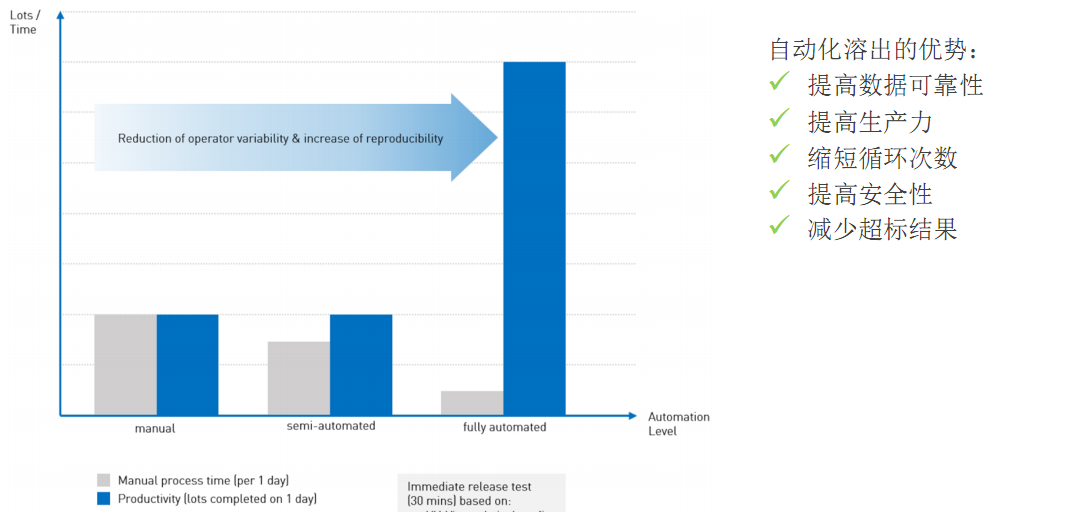 Lots /
Time
Reduction of operator variability & increase of reproducibility
manual
semi-automated
fully automated
Automation
Level
Manual process time (per 1 day)
Productivity (lots completed on 1 day)
Immediate release test
(30 mins) based on:
自动化溶出的优势：
提高数据可靠性
提高生产力
缩短循环次数
提高安全性
减少超标结果